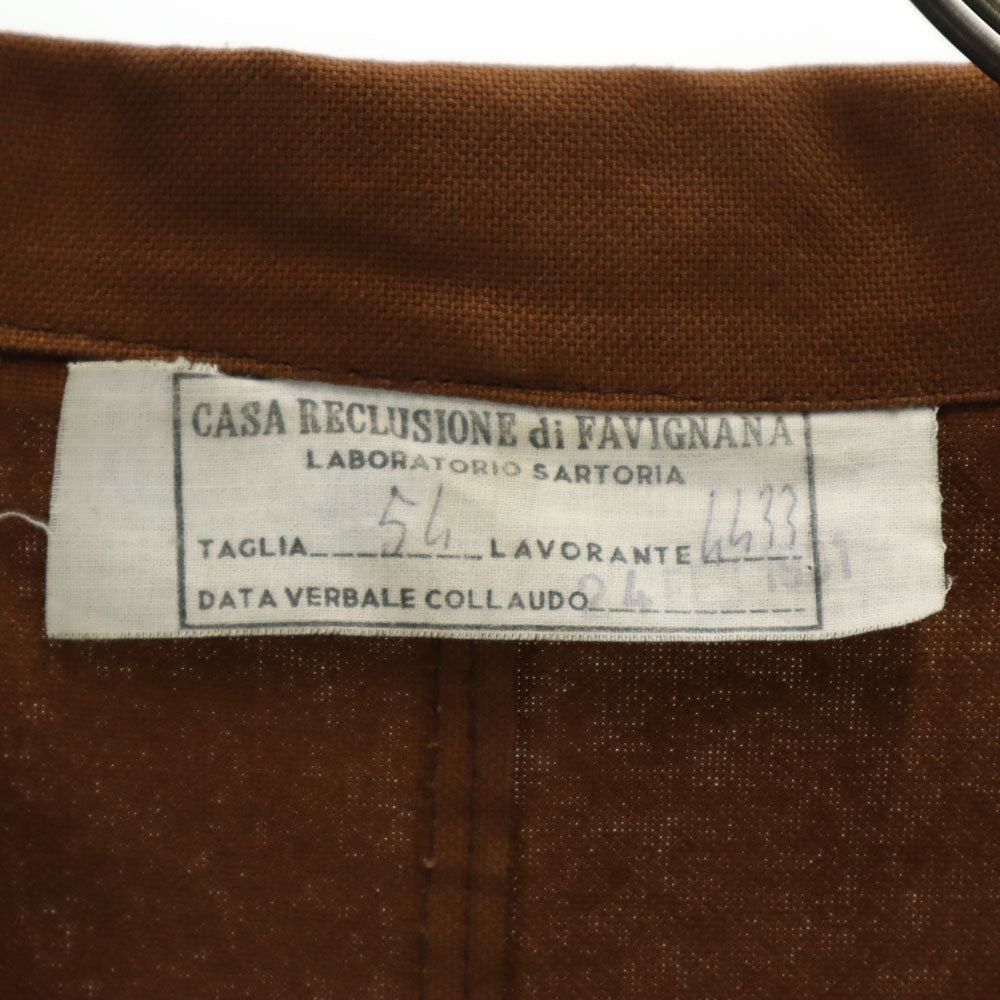 CASA RECLUSIONE di FAVIGNANA
LABORATORIO SARTORIA
TAGLIA 54 LAVORANTE 4433
DATA VERBALE COLLAUDO